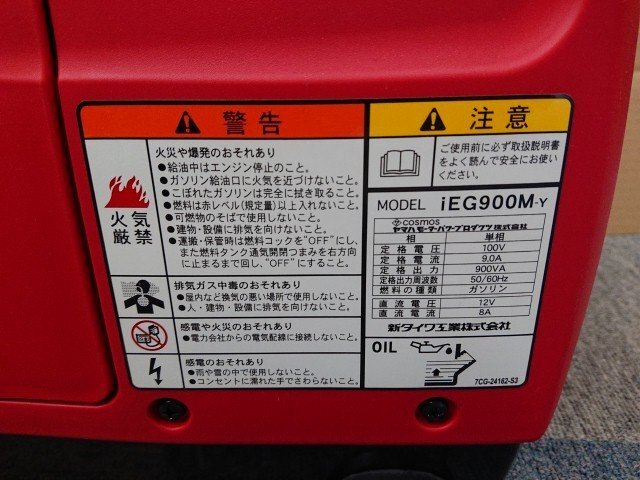 警告
火気
厳禁
火災や爆発のおそれあり
●給油中はエンジン停止のこと。
●ガソリン給油口に火気を近づけないこと。
●こぼれたガソリンは完全に拭き取ること。
●燃料は赤レベル(規定量)以上入れないこと。
●可燃物のそばで使用しないこと。
●建物・設備に排気を向けないこと。
●運搬・保管時は燃料コックを"OFF"にし、
また燃料タンク通気開閉つまみを右方向
に止まるまで回し、"OFF"にすること。
排気ガス中毒のおそれあり
●屋内など換気の悪い場所で使用しないこと。
●人・建物・設備に排気を向けないこと。
感電や火災のおそれあり
●電力会社からの電気配線に接続しないこと。
感電のおそれあり
●雨や雪の中で使用しないこと。
●コンセントに濡れた手でさわらないこと。
注意
ご使用前に必ず取扱説明書
をよく読んで安全にお使い
ください。
MODEL iEG900M-Y
cosmos
ヤマハモーターパワープロダクツ株式会社
相 単相
定格電圧 100V
定格電流 9.0A
定格出力 900VA
定格出力周波数 50/60Hz
燃料の種類 ガソリン
直流電圧 12V
直流電流 8A
新ダイワ工業株式会社
OIL
7CG-24162-S3